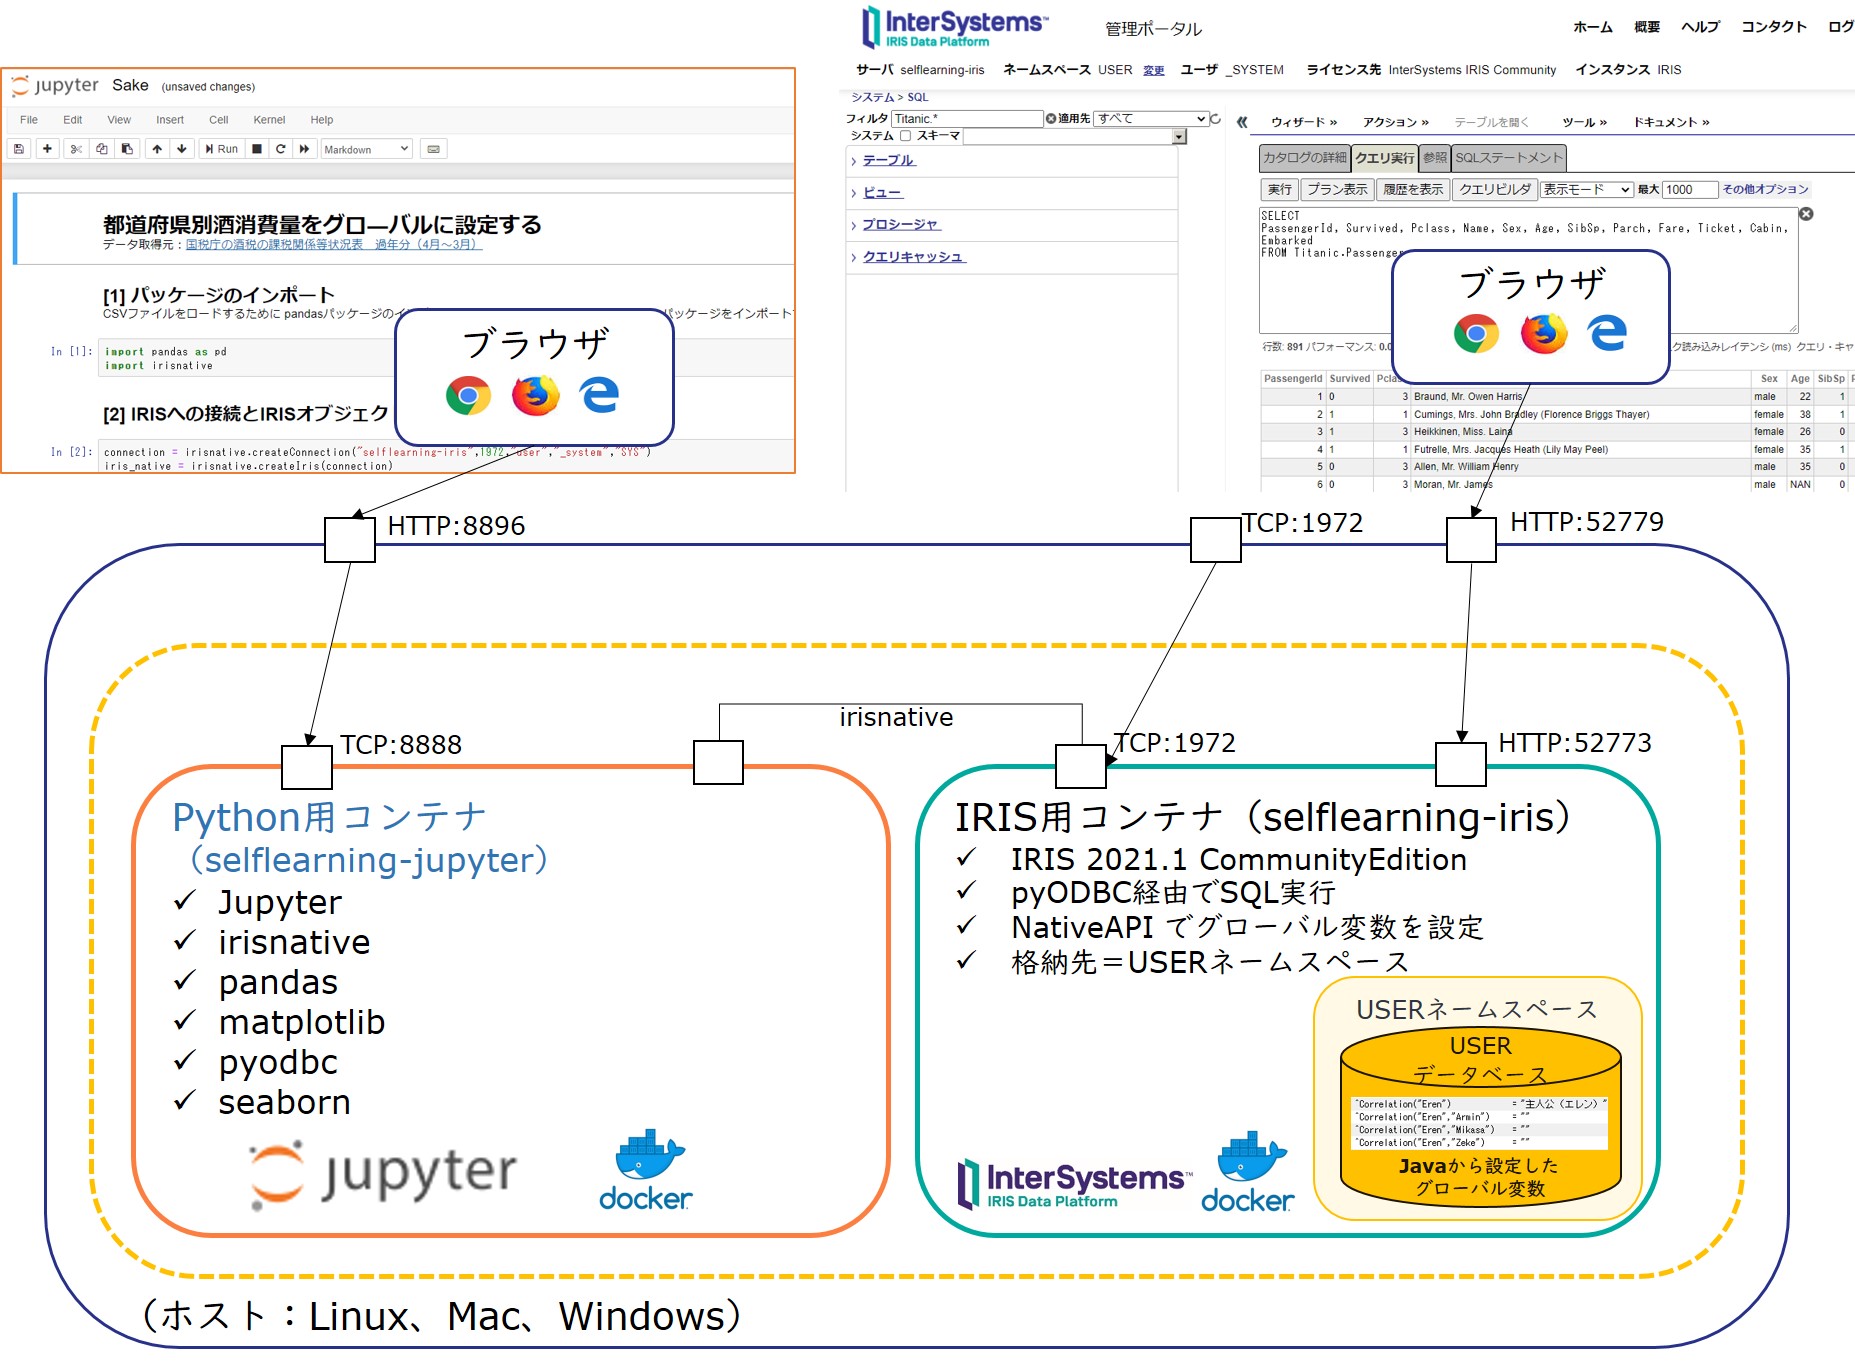 jupyter Sake (unsaved changes)
File Edit View Insert Cell Kernel Help
Run Markdown
都道府県別酒消費量をグローバルに設定する
データ取得元：国税庁の酒税の課税関係等状況表　過年分（4月～3月）
[1] パッケージのインポート
CSVファイルをロードするために pandasパッケージのイ
パッケージをインポート
In [1]: import pandas as pd
import irisnative
[2] IRISへの接続とIRISオブジェク
In [2]: connection = irisnative.createConnection("selflearning-iris",1972,"user","_system","SYS")
iris_native = irisnative.createIris(connection)
ブラウザ
InterSystems™
IRIS Data Platform
管理ポータル
ホーム 概要 ヘルプ コンタクト ログ
サーバ selflearning-iris ネームスペース USER 変更 ユーザ _SYSTEM ライセンス先 InterSystems IRIS Community インスタンス IRIS
システム > SQL
フィルタ Titanic.* 適用先 すべて
システム スキーマ
テーブル
ビュー
プロシージャ
クエリキャッシュ
« ウィザード » アクション » テーブルを開く ツール » ドキュメント »
カタログの詳細 クエリ実行 参照 SQLステートメント
実行 プラン表示 履歴を表示 クエリビルダ 表示モード 最大 1000 その他オプション
SELECT
PassengerId, Survived, Pclass, Name, Sex, Age, SibSp, Parch, Fare, Ticket, Cabin,
Embarked
FROM Titanic.Passenger
ブラウザ
行数: 891 パフォーマンス: 0.0
ク読み込みレイテンシ (ms) クエリ・キャ
PassengerId Survived Pclas Sex Age SibSp P
1 0 3 Braund, Mr. Owen Harris male 22 1
2 1 1 Cumings, Mrs. John Bradley (Florence Briggs Thayer) female 38 1
3 1 3 Heikkinen, Miss. Laina female 26 0
4 1 1 Futrelle, Mrs. Jacques Heath (Lily May Peel) female 35 1
5 0 3 Allen, Mr. William Henry male 35 0
6 0 3 Moran, Mr. James male NAN 0
HTTP:8896
TCP:1972
HTTP:52779
irisnative
TCP:8888
TCP:1972
HTTP:52773
Python用コンテナ
（selflearning-jupyter）
✓ Jupyter
✓ irisnative
✓ pandas
✓ matplotlib
✓ pyodbc
✓ seaborn
jupyter
docker
IRIS用コンテナ（selflearning-iris）
✓ IRIS 2021.1 CommunityEdition
✓ pyODBC経由でSQL実行
✓ NativeAPI でグローバル変数を設定
✓ 格納先＝USERネームスペース
InterSystems™
IRIS Data Platform
docker
USERネームスペース
USER
データベース
^Correlation("Eren") = "主人公（エレン）"
^Correlation("Eren","Armin") = ""
^Correlation("Eren","Mikasa") = ""
^Correlation("Eren","Zeke") = ""
Javaから設定した
グローバル変数
（ホスト：Linux、Mac、Windows）